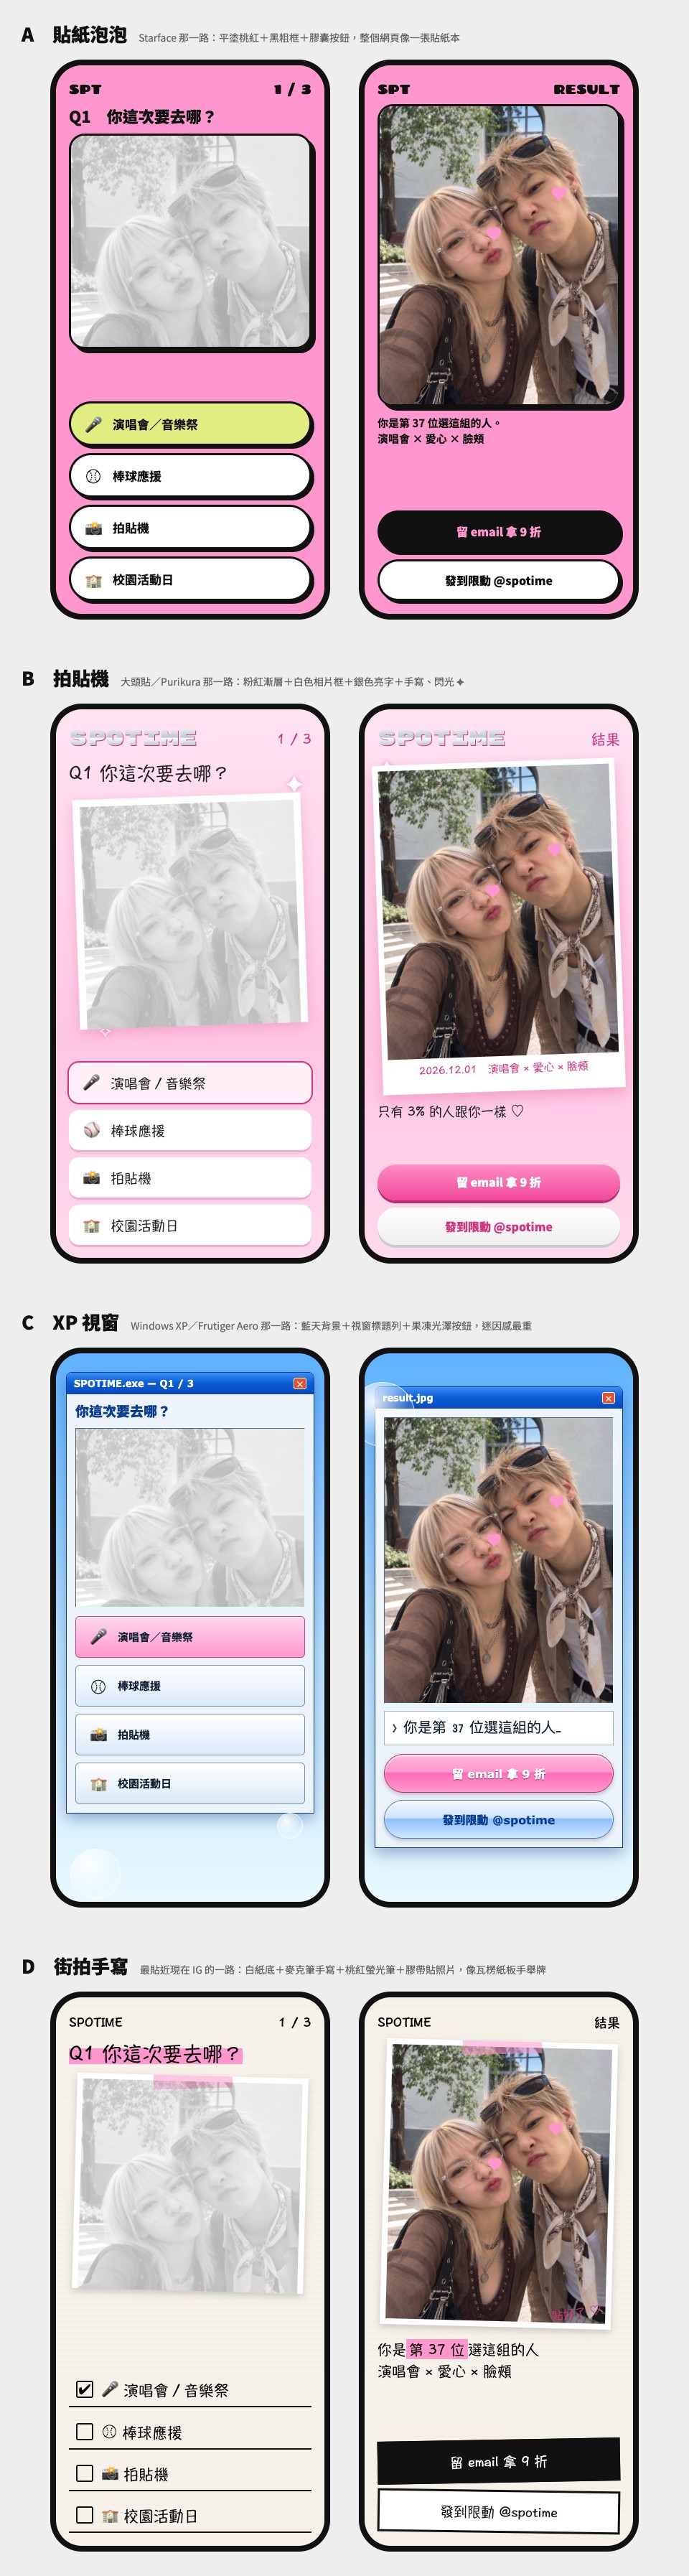 A 貼紙泡泡 Starface 那一路：平塗桃紅＋黑粗框＋膠囊按鈕，整個網頁像一張貼紙本
SPT 1 / 3
Q1 你這次要去哪？
演唱會／音樂祭
棒球應援
拍貼機
校園活動日
SPT RESULT
你是第 37 位選這組的人。
演唱會 × 愛心 × 臉頰
留 email 拿 9 折
發到限動 @spotime
B 拍貼機 大頭貼／Purikura 那一路：粉紅漸層＋白色相片框＋銀色亮字＋手寫、閃光 ✦
SPOTIME 1 / 3
Q1 你這次要去哪？
演唱會 / 音樂祭
棒球應援
拍貼機
校園活動日
SPOTIME 結果
2026.12.01 演唱會 × 愛心 × 臉頰
只有 3% 的人跟你一樣 ♡
留 email 拿 9 折
發到限動 @spotime
C XP 視窗 Windows XP／Frutiger Aero 那一路：藍天背景＋視窗標題列＋果凍光澤按鈕，迷因感最重
SPOTIME.exe — Q1 / 3
你這次要去哪？
演唱會／音樂祭
棒球應援
拍貼機
校園活動日
result.jpg
› 你是第 37 位選這組的人_
留 email 拿 9 折
發到限動 @spotime
D 街拍手寫 最貼近現在 IG 的一路：白紙底＋麥克筆手寫＋桃紅螢光筆＋膠帶貼照片，像瓦楞紙板手舉牌
SPOTIME 1 / 3
Q1 你這次要去哪？
演唱會 / 音樂祭
棒球應援
拍貼機
校園活動日
SPOTIME 結果
你是 第 37 位 選這組的人
演唱會 × 愛心 × 臉頰
留 email 拿 9 折
發到限動 @spotime